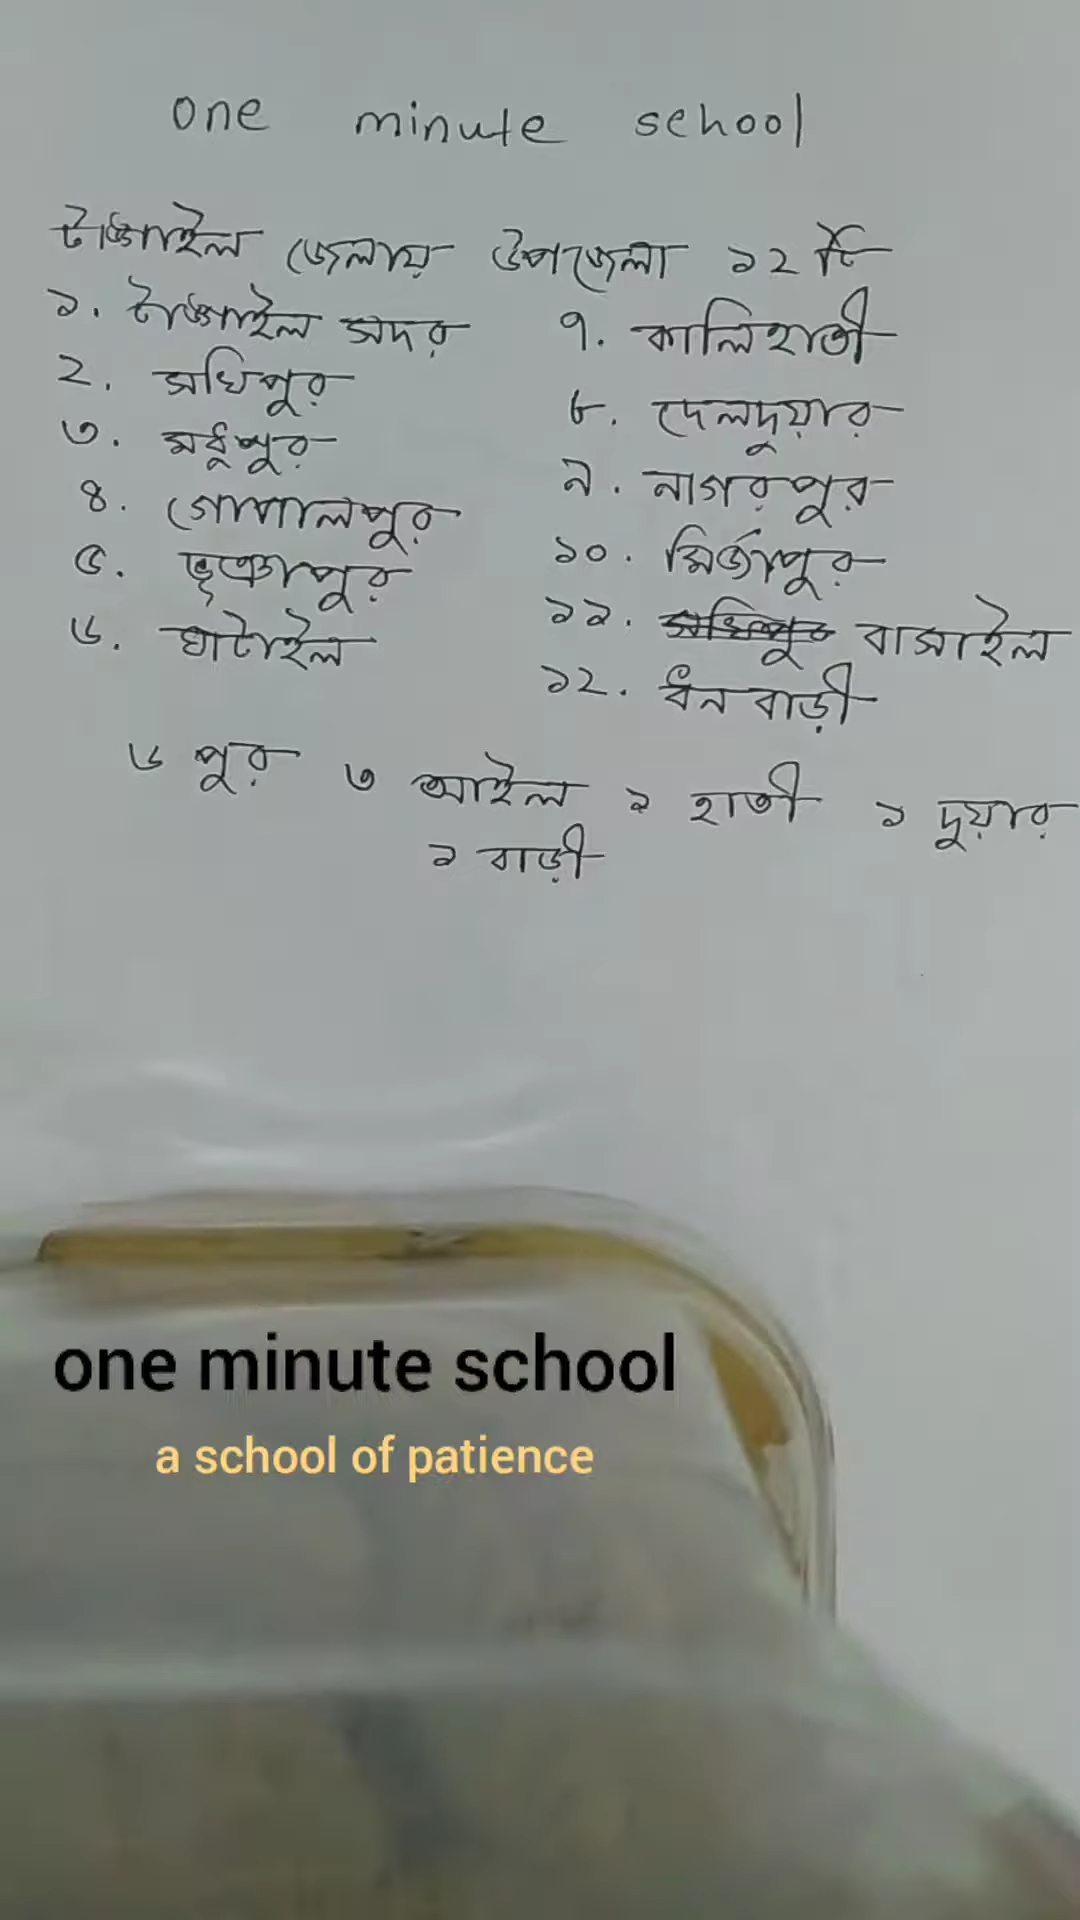 one minute school
টাঙ্গাইল জেলায় উপজেলা ১২ টি
১. টাঙ্গাইল সদর
২. সখিপুর
৩. মধুপুর
৪. গোপালপুর
৫. ভূঞাপুর
৬. ঘাটাইল
৭. কালিহাতী
৮. দেলদুয়ার
৯. নাগরপুর
১০. মির্জাপুর
১১. সখিপুর বাসাইল
১২. ধনবাড়ী
৬ পুর ৩ আইল ১ হাতী ১ দুয়ার
১ বাড়ী
one minute school
a school of patience